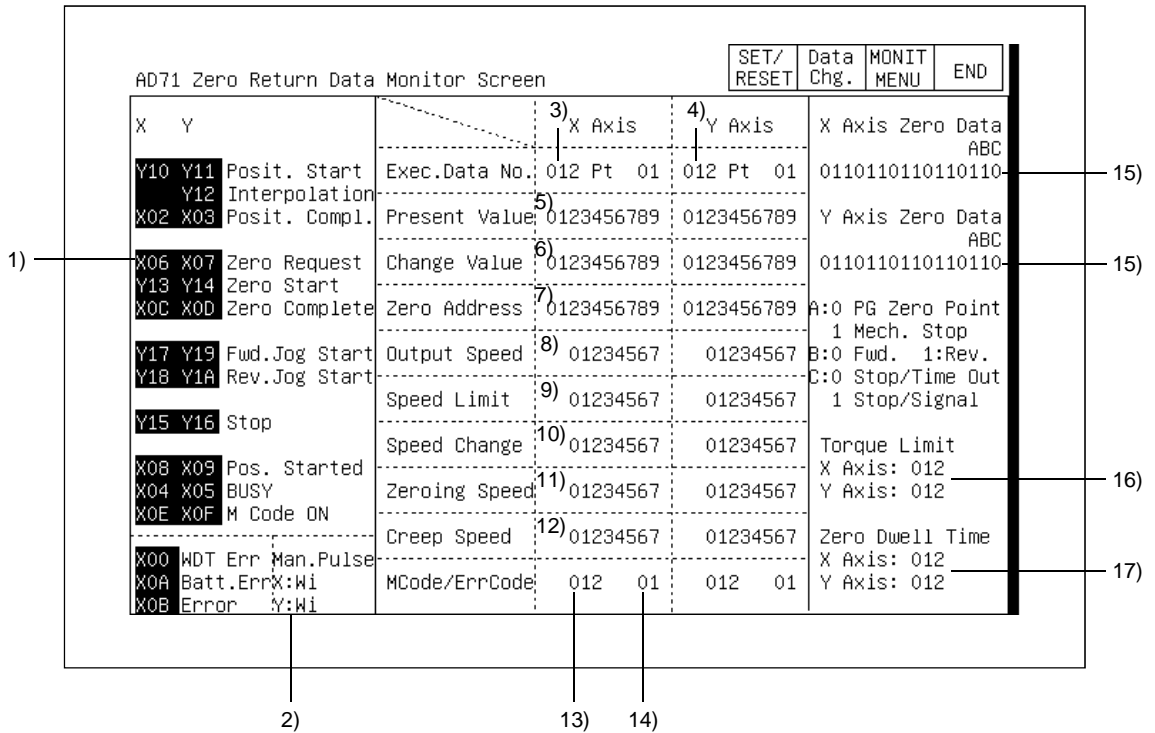 SET/ RESET Data Chg. MONIT MENU END
AD71 Zero Return Data Monitor Screen
X Y
3) X Axis 4) Y Axis
X Axis Zero Data
ABC
Y10 Y11 Posit. Start Exec.Data No. 012 Pt 01 012 Pt 01 0110110110110110 15)
Y12 Interpolation
X02 X03 Posit. Compl. Present Value 5) 0123456789 0123456789 Y Axis Zero Data
ABC
1) X06 X07 Zero Request Change Value 6) 0123456789 0123456789 0110110110110110 15)
Y13 Y14 Zero Start
X0C X0D Zero Complete Zero Address 7) 0123456789 0123456789 A:0 PG Zero Point
1 Mech. Stop
Y17 Y19 Fwd.Jog Start Output Speed 8) 01234567 01234567 B:0 Fwd. 1:Rev.
Y18 Y1A Rev.Jog Start C:0 Stop/Time Out
Speed Limit 9) 01234567 01234567 1 Stop/Signal
Y15 Y16 Stop
Speed Change 10) 01234567 01234567 Torque Limit
X08 X09 Pos. Started X Axis: 012
X04 X05 BUSY Zeroing Speed 11) 01234567 01234567 Y Axis: 012 16)
X0E X0F M Code ON
Creep Speed 12) 01234567 01234567 Zero Dwell Time
X00 WDT Err Man.Pulse X Axis: 012
X0A Batt.Err X:Wi MCode/ErrCode 012 01 012 01 Y Axis: 012 17)
X0B Error Y:Wi
2) 13) 14)